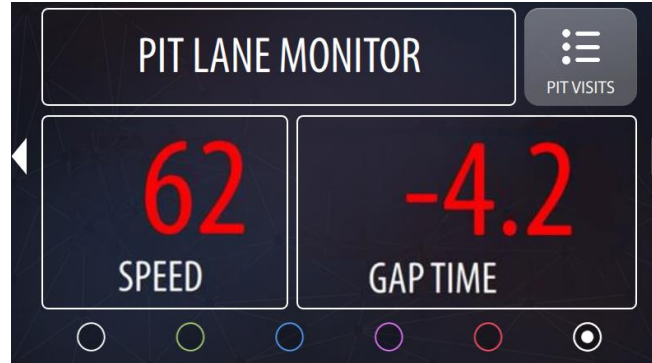 PIT LANE MONITOR
PIT VISITS
62
-4.2
SPEED
GAP TIME